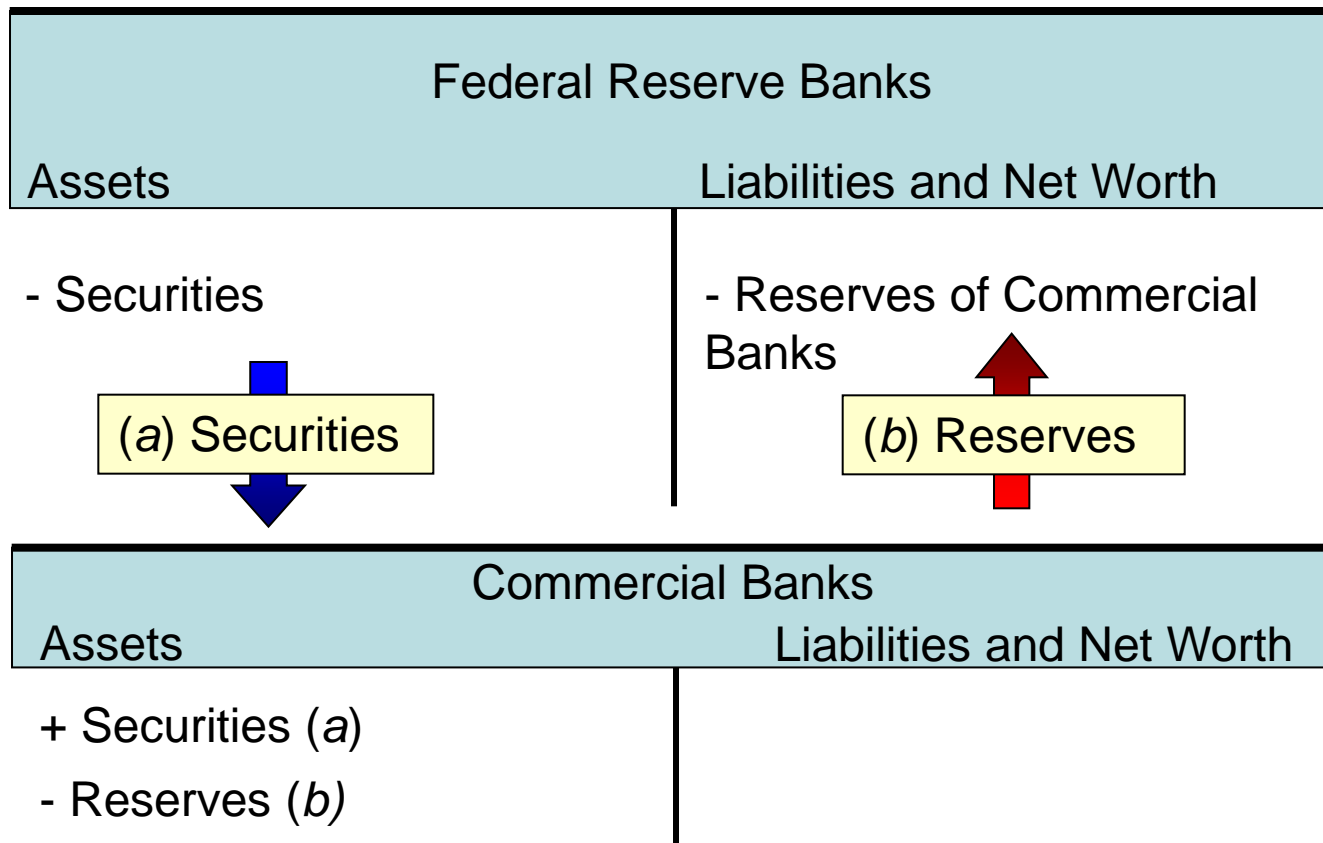 Federal Reserve Banks
Assets
Liabilities and Net Worth
- Securities
- Reserves of Commercial
Banks
(a) Securities
(b) Reserves
Commercial Banks
Assets
Liabilities and Net Worth
+ Securities (a)
- Reserves (b)